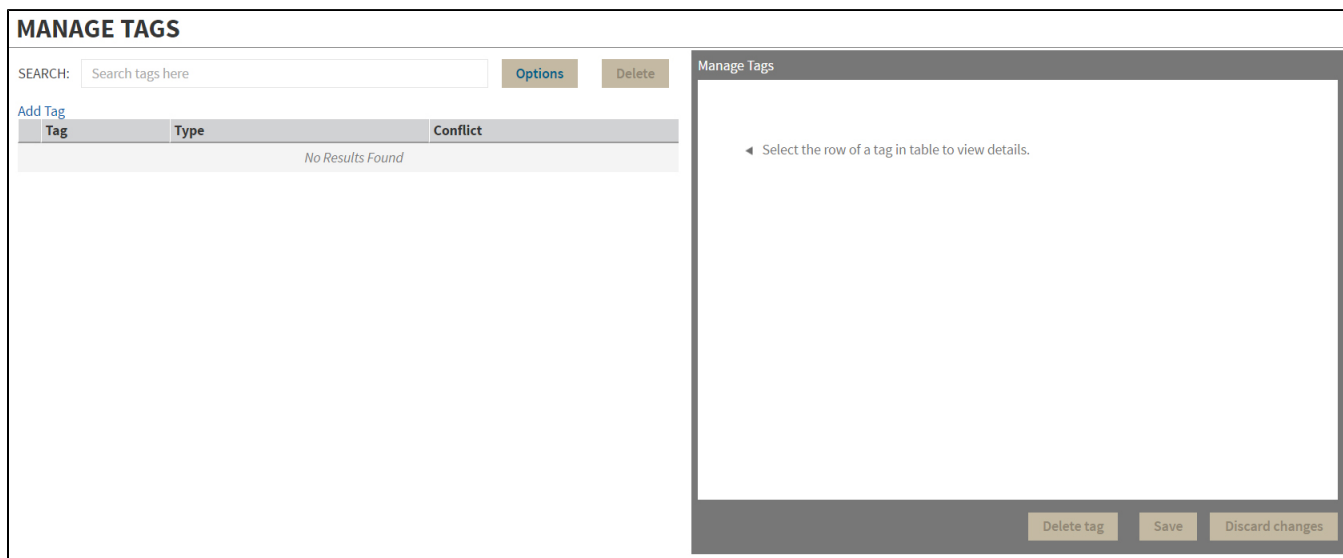 MANAGE TAGS
SEARCH: Search tags here Options Delete
Add Tag
Tag Type Conflict
No Results Found
Manage Tags
◄ Select the row of a tag in table to view details.
Delete tag Save Discard changes